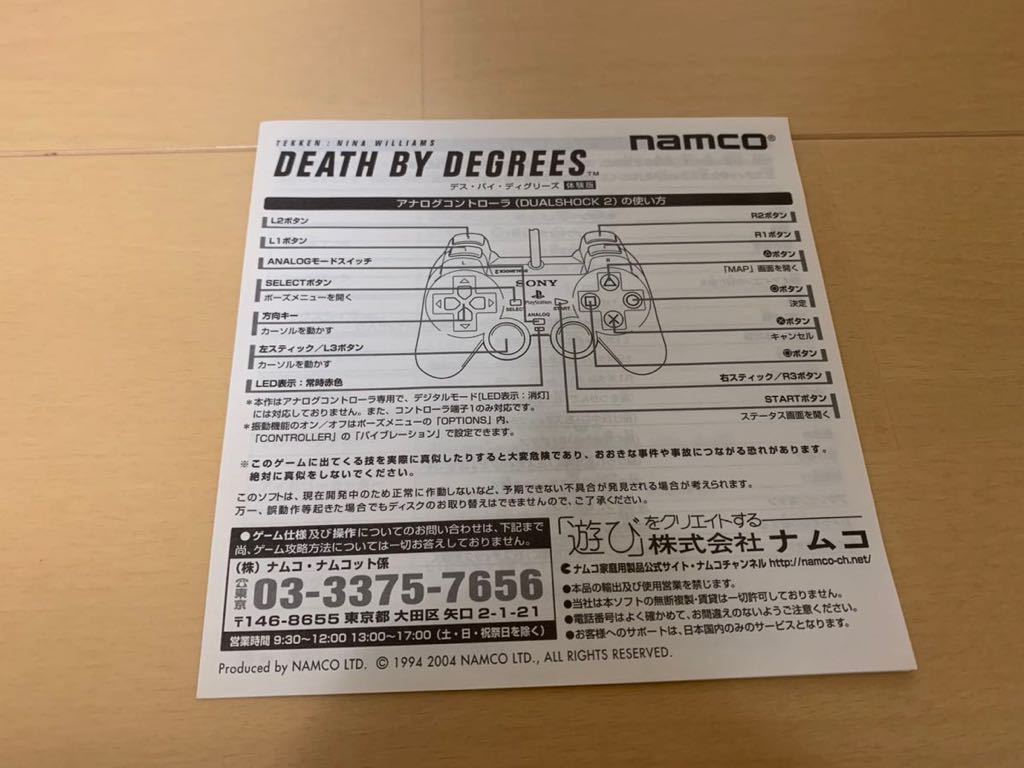 TEKKEN : NINA WILLIAMS
DEATH BY DEGREES™
namco®
デス・バイ・ディグリーズ 体験版
アナログコントローラ(DUALSHOCK 2)の使い方
L2ボタン
L1ボタン
ANALOGモードスイッチ
SELECTボタン
ポーズメニューを開く
方向キー
カーソルを動かす
左スティック/L3ボタン
カーソルを動かす
LED表示:常時赤色
L
R
SONY
PlayStation
SELECT
START
ANALOG
R2ボタン
R1ボタン
△ボタン
「MAP」画面を開く
○ボタン
決定
×ボタン
キャンセル
□ボタン
右スティック/R3ボタン
STARTボタン
ステータス画面を開く
*本作はアナログコントローラ専用で、デジタルモード[LED表示:消灯]
には対応しておりません。また、コントローラ端子1のみ対応です。
*振動機能のオン/オフはポーズメニューの「OPTIONS」内、
「CONTROLLER」の「バイブレーション」で設定できます。
※このゲームに出てくる技を実際に真似したりすると大変危険であり、おおきな事件や事故につながる恐れがあります。
絶対に真似をしないでください。
このソフトは、現在開発中のため正常に作動しないなど、予期できない不具合が発見される場合が考えられます。
万一、誤動作等起きた場合でもディスクのお取り替えはできませんので、ご了承ください。
●ゲーム仕様及び操作についてのお問い合わせは、下記まで
尚、ゲーム攻略方法については一切お答えしておりません。
(株)ナムコ・ナムコット係
☎東京 03-3375-7656
〒146-8655 東京都 大田区 矢口 2-1-21
営業時間 9:30~12:00 13:00~17:00(土・日・祝祭日を除く)
「遊び」をクリエイトする
株式会社 ナムコ
ナムコ家庭用製品公式サイト・ナムコチャンネル http://namco-ch.net/
●本品の輸出及び使用営業を禁じます。
●当社は本ソフトの無断複製・賃貸は一切許可しておりません。
●電話番号はよく確かめて、お間違えのないようご注意ください。
●お客様へのサポートは、日本国内のみのサービスとなります。
Produced by NAMCO LTD. © 1994 2004 NAMCO LTD., ALL RIGHTS RESERVED.